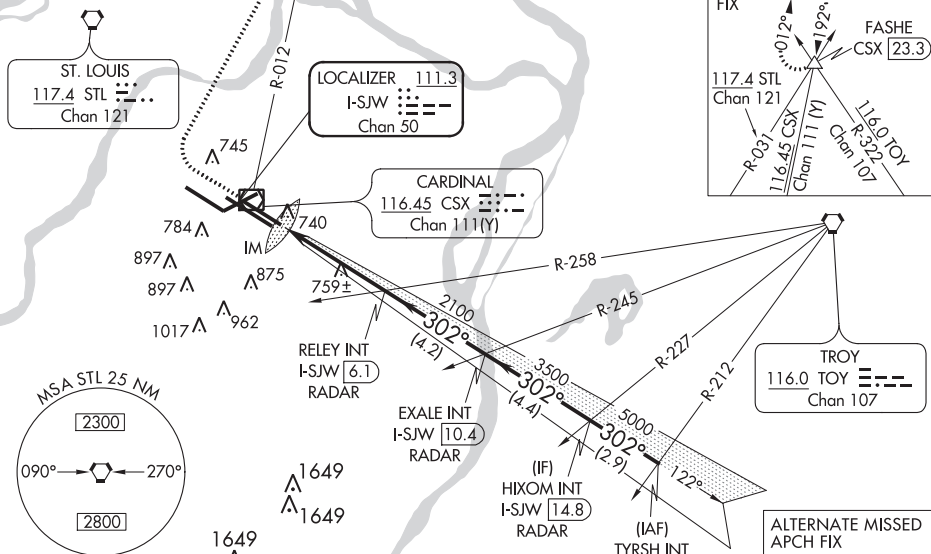 ST. LOUIS
117.4 STL
Chan 121
R-012
LOCALIZER 111.3
I-SJW
Chan 50
FIX
012°
192°
FASHE
CSX 23.3
117.4 STL
Chan 121
R-031
116.45 CSX
Chan 111 (Y)
116.0 TOY
R-322
Chan 107
745
CARDINAL
116.45 CSX
Chan 111(Y)
740
784
IM
897
875
897
759±
962
1017
R-258
R-245
R-227
R-212
2100
302°
(4.2)
3500
302°
(4.4)
5000
302°
(2.9)
122°
RELEY INT
I-SJW 6.1
RADAR
EXALE INT
I-SJW 10.4
RADAR
(IF)
HIXOM INT
I-SJW 14.8
RADAR
(IAF)
TYRSH INT
TROY
116.0 TOY
Chan 107
MSA STL 25 NM
2300
090°
270°
2800
1649
1649
1649
ALTERNATE MISSED
APCH FIX